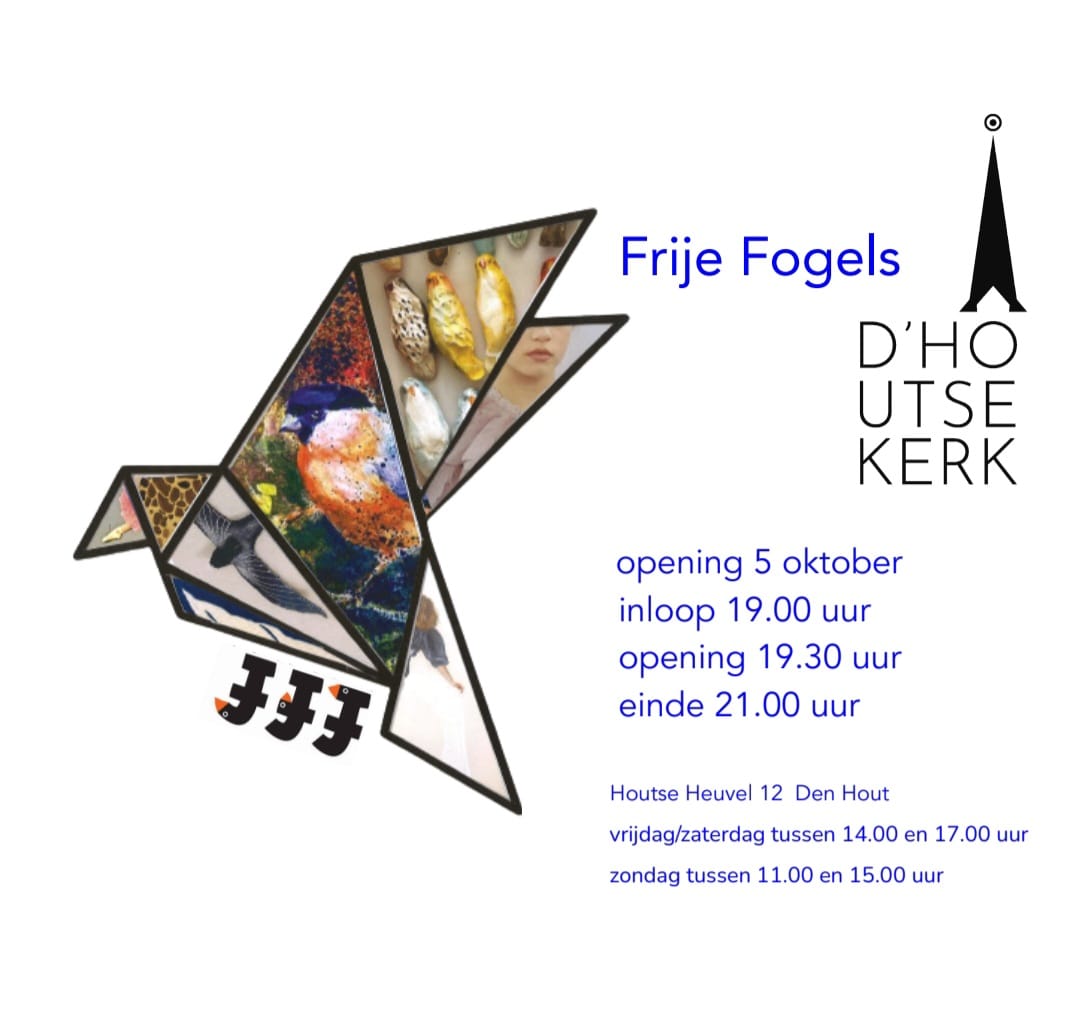 Frije Fogels
D'HO
UTSE
KERK
opening 5 oktober
inloop 19.00 uur
opening 19.30 uur
einde 21.00 uur
Houtse Heuvel 12 Den Hout
vrijdag/zaterdag tussen 14.00 en 17.00 uur
zondag tussen 11.00 en 15.00 uur